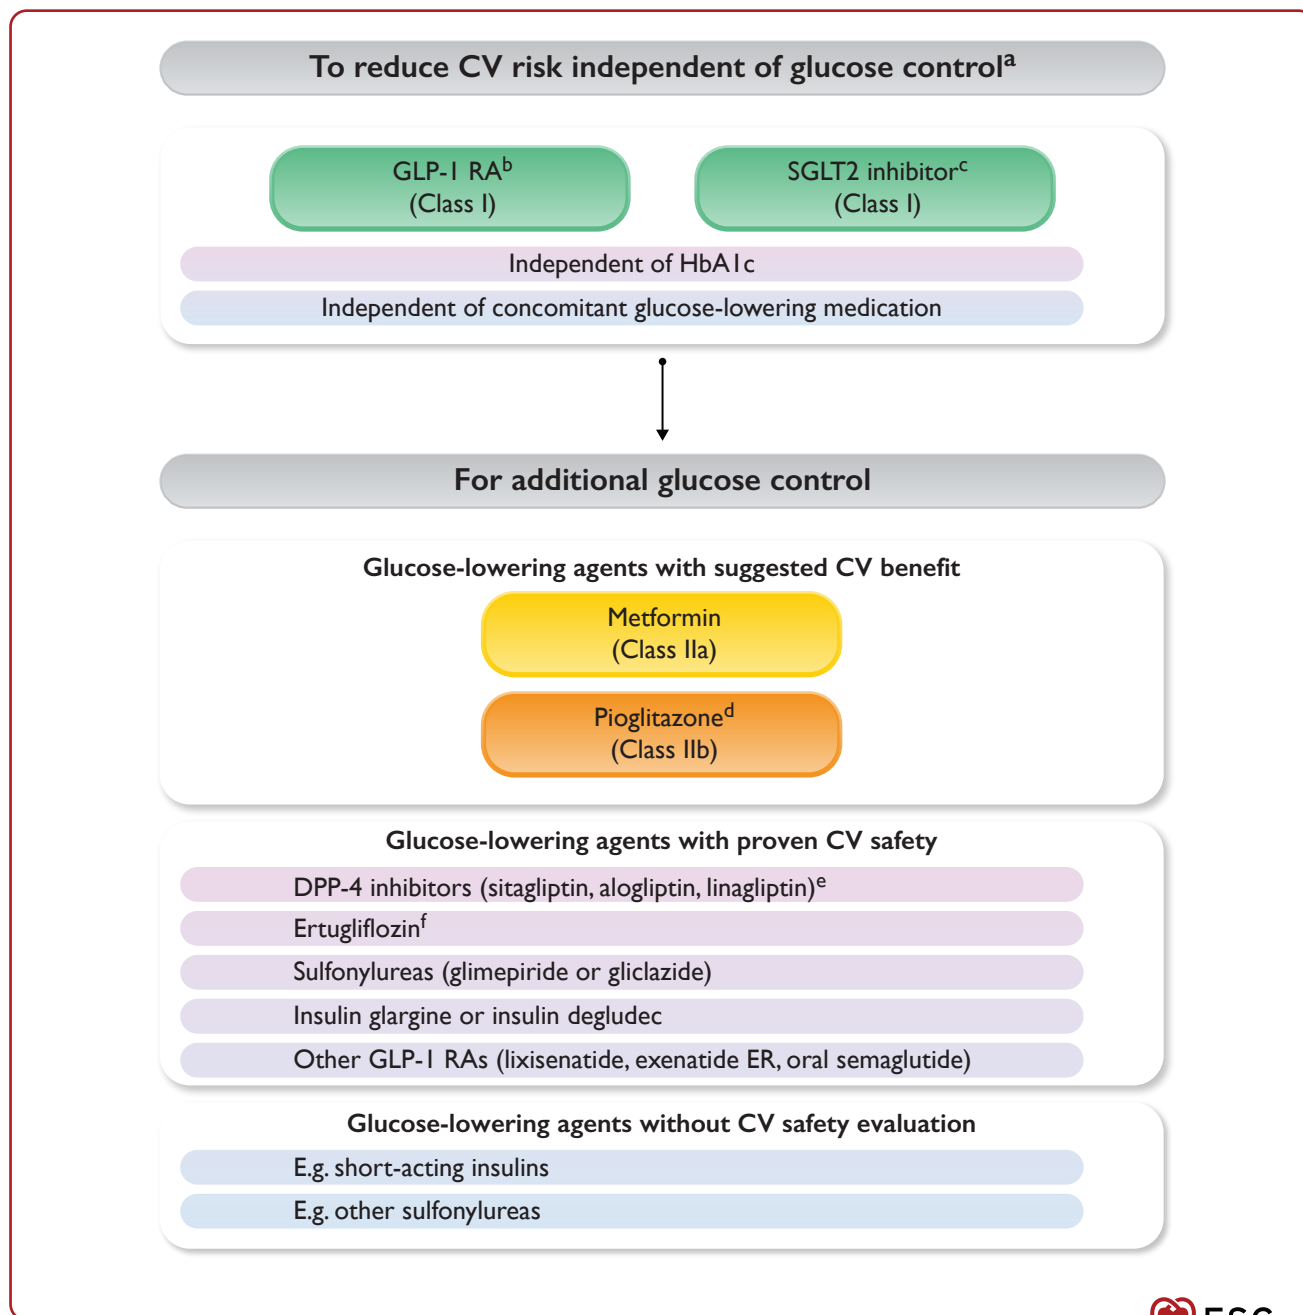 To reduce CV risk independent of glucose controlᵃ
GLP-1 RAᵇ
(Class I)
SGLT2 inhibitorᶜ
(Class I)
Independent of HbA1c
Independent of concomitant glucose-lowering medication
For additional glucose control
Glucose-lowering agents with suggested CV benefit
Metformin
(Class IIa)
Pioglitazoneᵈ
(Class IIb)
Glucose-lowering agents with proven CV safety
DPP-4 inhibitors (sitagliptin, alogliptin, linagliptin)ᵉ
Ertugliflozinᶠ
Sulfonylureas (glimepiride or gliclazide)
Insulin glargine or insulin degludec
Other GLP-1 RAs (lixisenatide, exenatide ER, oral semaglutide)
Glucose-lowering agents without CV safety evaluation
E.g. short-acting insulins
E.g. other sulfonylureas
ESC